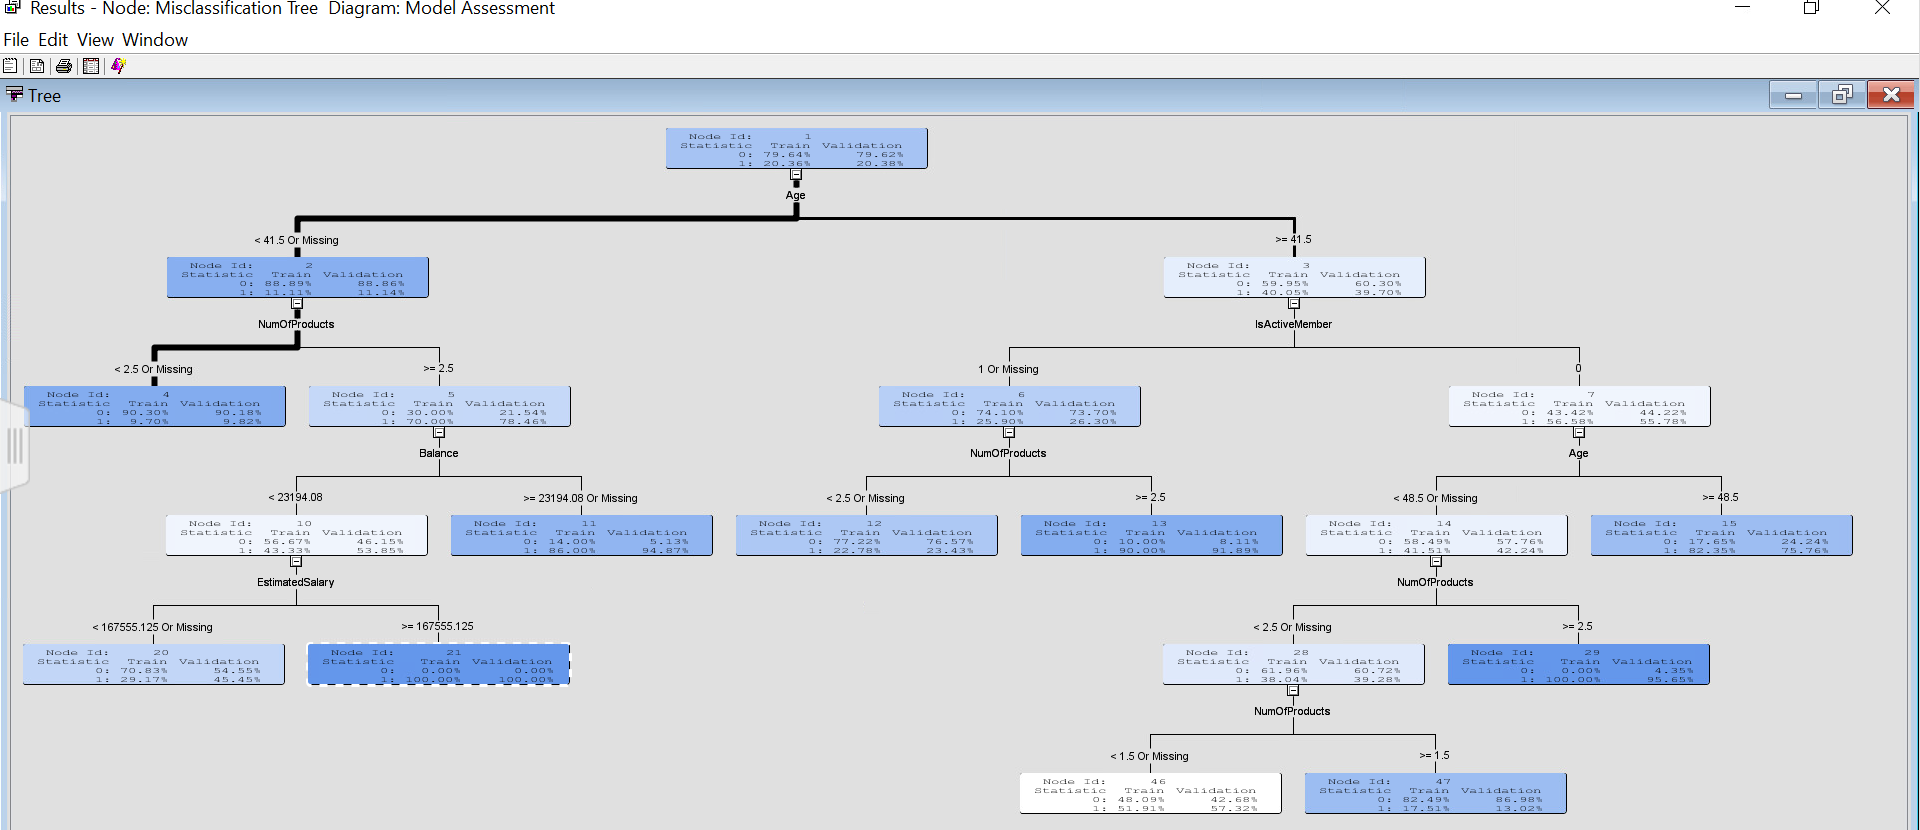 Results - Node: Misclassification Tree Diagram: Model Assessment
File Edit View Window
Tree
Node Id: 1
Statistic Train Validation
0: 79.64% 79.62%
1: 20.36% 20.38%
Age
< 41.5 Or Missing
>= 41.5
Node Id: 2
Statistic Train Validation
0: 88.89% 88.86%
1: 11.11% 11.14%
Node Id: 3
Statistic Train Validation
0: 59.95% 60.30%
1: 40.05% 39.70%
NumOfProducts
IsActiveMember
< 2.5 Or Missing
>= 2.5
1 Or Missing
0
Node Id: 4
Statistic Train Validation
0: 90.30% 90.18%
1: 9.70% 9.82%
Node Id: 5
Statistic Train Validation
0: 30.00% 21.54%
1: 70.00% 78.46%
Node Id: 6
Statistic Train Validation
0: 74.10% 73.70%
1: 25.90% 26.30%
Node Id: 7
Statistic Train Validation
0: 43.42% 44.22%
1: 56.58% 55.78%
Balance
NumOfProducts
Age
< 23194.08
>= 23194.08 Or Missing
< 2.5 Or Missing
>= 2.5
< 48.5 Or Missing
>= 48.5
Node Id: 10
Statistic Train Validation
0: 56.67% 46.15%
1: 43.33% 53.85%
Node Id: 11
Statistic Train Validation
0: 14.00% 5.13%
1: 86.00% 94.87%
Node Id: 12
Statistic Train Validation
0: 77.22% 76.57%
1: 22.78% 23.43%
Node Id: 13
Statistic Train Validation
0: 10.00% 8.11%
1: 90.00% 91.89%
Node Id: 14
Statistic Train Validation
0: 58.49% 57.76%
1: 41.51% 42.24%
Node Id: 15
Statistic Train Validation
0: 17.65% 24.24%
1: 82.35% 75.76%
EstimatedSalary
NumOfProducts
< 167555.125 Or Missing
>= 167555.125
< 2.5 Or Missing
>= 2.5
Node Id: 20
Statistic Train Validation
0: 70.83% 54.55%
1: 29.17% 45.45%
Node Id: 21
Statistic Train Validation
0: 0.00% 0.00%
1: 100.00% 100.00%
Node Id: 28
Statistic Train Validation
0: 61.96% 60.72%
1: 38.04% 39.28%
Node Id: 29
Statistic Train Validation
0: 0.00% 4.35%
1: 100.00% 95.65%
NumOfProducts
< 1.5 Or Missing
>= 1.5
Node Id: 46
Statistic Train Validation
0: 48.09% 42.68%
1: 51.91% 57.32%
Node Id: 47
Statistic Train Validation
0: 82.49% 86.98%
1: 17.51% 13.02%